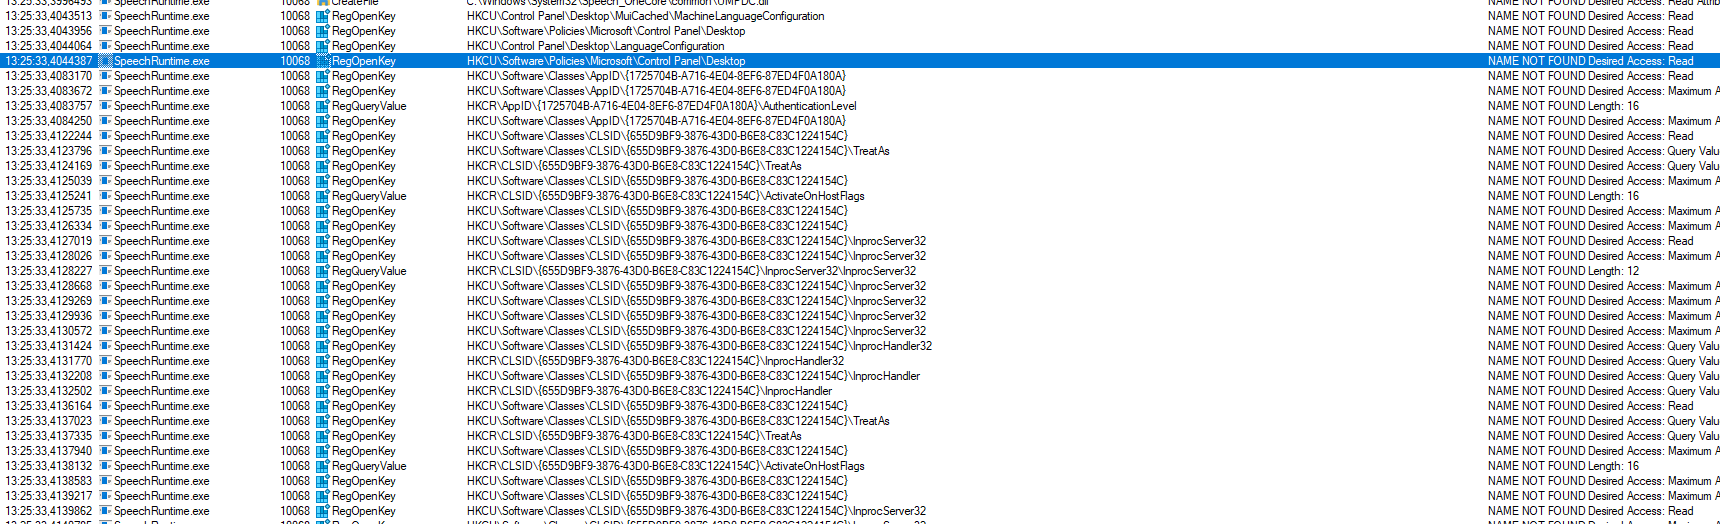 13:25:33,3996493 SpeechRuntime.exe 10068 CreateFile C:\Windows\System32\Speech_OneCore\common\UMPDC.dll NAME NOT FOUND Desired Access: Read Attrib
13:25:33,4043513 SpeechRuntime.exe 10068 RegOpenKey HKCU\Control Panel\Desktop\MuiCached\MachineLanguageConfiguration NAME NOT FOUND Desired Access: Read
13:25:33,4043956 SpeechRuntime.exe 10068 RegOpenKey HKCU\Software\Policies\Microsoft\Control Panel\Desktop NAME NOT FOUND Desired Access: Read
13:25:33,4044064 SpeechRuntime.exe 10068 RegOpenKey HKCU\Control Panel\Desktop\LanguageConfiguration NAME NOT FOUND Desired Access: Read
13:25:33,4044387 SpeechRuntime.exe 10068 RegOpenKey HKCU\Software\Policies\Microsoft\Control Panel\Desktop NAME NOT FOUND Desired Access: Read
13:25:33,4083170 SpeechRuntime.exe 10068 RegOpenKey HKCU\Software\Classes\AppID\{1725704B-A716-4E04-8EF6-87ED4F0A180A} NAME NOT FOUND Desired Access: Read
13:25:33,4083672 SpeechRuntime.exe 10068 RegOpenKey HKCU\Software\Classes\AppID\{1725704B-A716-4E04-8EF6-87ED4F0A180A} NAME NOT FOUND Desired Access: Maximum A
13:25:33,4083757 SpeechRuntime.exe 10068 RegQueryValue HKCR\AppID\{1725704B-A716-4E04-8EF6-87ED4F0A180A}\AuthenticationLevel NAME NOT FOUND Length: 16
13:25:33,4084250 SpeechRuntime.exe 10068 RegOpenKey HKCU\Software\Classes\AppID\{1725704B-A716-4E04-8EF6-87ED4F0A180A} NAME NOT FOUND Desired Access: Maximum A
13:25:33,4122244 SpeechRuntime.exe 10068 RegOpenKey HKCU\Software\Classes\CLSID\{655D9BF9-3876-43D0-B6E8-C83C1224154C} NAME NOT FOUND Desired Access: Read
13:25:33,4123796 SpeechRuntime.exe 10068 RegOpenKey HKCU\Software\Classes\CLSID\{655D9BF9-3876-43D0-B6E8-C83C1224154C}\TreatAs NAME NOT FOUND Desired Access: Query Valu
13:25:33,4124169 SpeechRuntime.exe 10068 RegOpenKey HKCR\CLSID\{655D9BF9-3876-43D0-B6E8-C83C1224154C}\TreatAs NAME NOT FOUND Desired Access: Query Valu
13:25:33,4125039 SpeechRuntime.exe 10068 RegOpenKey HKCU\Software\Classes\CLSID\{655D9BF9-3876-43D0-B6E8-C83C1224154C} NAME NOT FOUND Desired Access: Maximum A
13:25:33,4125241 SpeechRuntime.exe 10068 RegQueryValue HKCR\CLSID\{655D9BF9-3876-43D0-B6E8-C83C1224154C}\ActivateOnHostFlags NAME NOT FOUND Length: 16
13:25:33,4125735 SpeechRuntime.exe 10068 RegOpenKey HKCU\Software\Classes\CLSID\{655D9BF9-3876-43D0-B6E8-C83C1224154C} NAME NOT FOUND Desired Access: Maximum A
13:25:33,4126334 SpeechRuntime.exe 10068 RegOpenKey HKCU\Software\Classes\CLSID\{655D9BF9-3876-43D0-B6E8-C83C1224154C} NAME NOT FOUND Desired Access: Maximum A
13:25:33,4127019 SpeechRuntime.exe 10068 RegOpenKey HKCU\Software\Classes\CLSID\{655D9BF9-3876-43D0-B6E8-C83C1224154C}\InprocServer32 NAME NOT FOUND Desired Access: Read
13:25:33,4128026 SpeechRuntime.exe 10068 RegOpenKey HKCU\Software\Classes\CLSID\{655D9BF9-3876-43D0-B6E8-C83C1224154C}\InprocServer32 NAME NOT FOUND Desired Access: Maximum A
13:25:33,4128227 SpeechRuntime.exe 10068 RegQueryValue HKCR\CLSID\{655D9BF9-3876-43D0-B6E8-C83C1224154C}\InprocServer32\InprocServer32 NAME NOT FOUND Length: 12
13:25:33,4128668 SpeechRuntime.exe 10068 RegOpenKey HKCU\Software\Classes\CLSID\{655D9BF9-3876-43D0-B6E8-C83C1224154C}\InprocServer32 NAME NOT FOUND Desired Access: Maximum A
13:25:33,4129269 SpeechRuntime.exe 10068 RegOpenKey HKCU\Software\Classes\CLSID\{655D9BF9-3876-43D0-B6E8-C83C1224154C}\InprocServer32 NAME NOT FOUND Desired Access: Maximum A
13:25:33,4129936 SpeechRuntime.exe 10068 RegOpenKey HKCU\Software\Classes\CLSID\{655D9BF9-3876-43D0-B6E8-C83C1224154C}\InprocServer32 NAME NOT FOUND Desired Access: Maximum A
13:25:33,4130572 SpeechRuntime.exe 10068 RegOpenKey HKCU\Software\Classes\CLSID\{655D9BF9-3876-43D0-B6E8-C83C1224154C}\InprocServer32 NAME NOT FOUND Desired Access: Maximum A
13:25:33,4131424 SpeechRuntime.exe 10068 RegOpenKey HKCU\Software\Classes\CLSID\{655D9BF9-3876-43D0-B6E8-C83C1224154C}\InprocHandler32 NAME NOT FOUND Desired Access: Query Valu
13:25:33,4131770 SpeechRuntime.exe 10068 RegOpenKey HKCR\CLSID\{655D9BF9-3876-43D0-B6E8-C83C1224154C}\InprocHandler32 NAME NOT FOUND Desired Access: Query Valu
13:25:33,4132208 SpeechRuntime.exe 10068 RegOpenKey HKCU\Software\Classes\CLSID\{655D9BF9-3876-43D0-B6E8-C83C1224154C}\InprocHandler NAME NOT FOUND Desired Access: Query Valu
13:25:33,4132502 SpeechRuntime.exe 10068 RegOpenKey HKCR\CLSID\{655D9BF9-3876-43D0-B6E8-C83C1224154C}\InprocHandler NAME NOT FOUND Desired Access: Query Valu
13:25:33,4136164 SpeechRuntime.exe 10068 RegOpenKey HKCU\Software\Classes\CLSID\{655D9BF9-3876-43D0-B6E8-C83C1224154C} NAME NOT FOUND Desired Access: Read
13:25:33,4137023 SpeechRuntime.exe 10068 RegOpenKey HKCU\Software\Classes\CLSID\{655D9BF9-3876-43D0-B6E8-C83C1224154C}\TreatAs NAME NOT FOUND Desired Access: Query Valu
13:25:33,4137335 SpeechRuntime.exe 10068 RegOpenKey HKCR\CLSID\{655D9BF9-3876-43D0-B6E8-C83C1224154C}\TreatAs NAME NOT FOUND Desired Access: Query Valu
13:25:33,4137940 SpeechRuntime.exe 10068 RegOpenKey HKCU\Software\Classes\CLSID\{655D9BF9-3876-43D0-B6E8-C83C1224154C} NAME NOT FOUND Desired Access: Maximum A
13:25:33,4138132 SpeechRuntime.exe 10068 RegQueryValue HKCR\CLSID\{655D9BF9-3876-43D0-B6E8-C83C1224154C}\ActivateOnHostFlags NAME NOT FOUND Length: 16
13:25:33,4138583 SpeechRuntime.exe 10068 RegOpenKey HKCU\Software\Classes\CLSID\{655D9BF9-3876-43D0-B6E8-C83C1224154C} NAME NOT FOUND Desired Access: Maximum A
13:25:33,4139217 SpeechRuntime.exe 10068 RegOpenKey HKCU\Software\Classes\CLSID\{655D9BF9-3876-43D0-B6E8-C83C1224154C} NAME NOT FOUND Desired Access: Maximum A
13:25:33,4139862 SpeechRuntime.exe 10068 RegOpenKey HKCU\Software\Classes\CLSID\{655D9BF9-3876-43D0-B6E8-C83C1224154C}\InprocServer32 NAME NOT FOUND Desired Access: Read